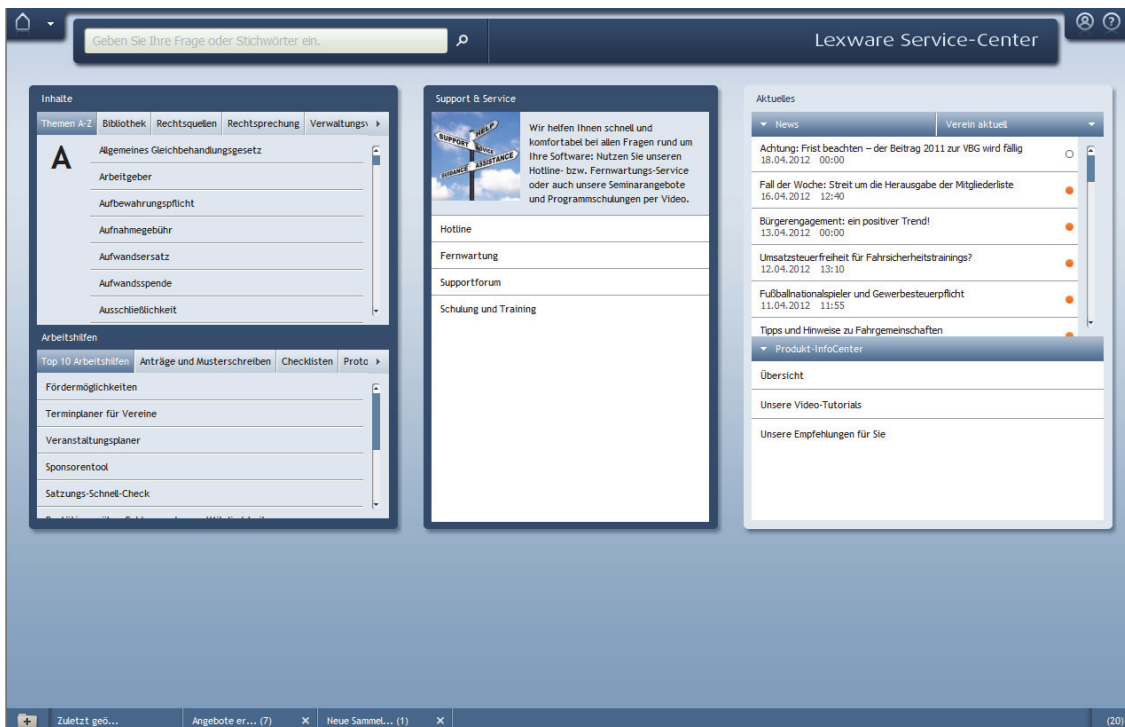 Geben Sie Ihre Frage oder Stichwörter ein.
Lexware Service-Center
Inhalte
Themen A-Z Bibliothek Rechtsquellen Rechtsprechung Verwaltungsv
A
Allgemeines Gleichbehandlungsgesetz
Arbeitgeber
Aufbewahrungspflicht
Aufnahmegebühr
Aufwandsersatz
Aufwandsspende
Ausschließlichkeit
Arbeitshilfen
Top 10 Arbeitshilfen Anträge und Musterschreiben Checklisten Proto
Fördermöglichkeiten
Terminplaner für Vereine
Veranstaltungsplaner
Sponsorentool
Satzungs-Schnell-Check
Support & Service
HELP
SUPPORT
ADVICE
GUIDANCE ASSISTANCE
Wir helfen Ihnen schnell und
komfortabel bei allen Fragen rund um
Ihre Software: Nutzen Sie unseren
Hotline- bzw. Fernwartungs-Service
oder auch unsere Seminarangebote
und Programmschulungen per Video.
Hotline
Fernwartung
Supportforum
Schulung und Training
Aktuelles
News Verein aktuell
Achtung: Frist beachten – der Beitrag 2011 zur VBG wird fällig
18.04.2012 00:00
Fall der Woche: Streit um die Herausgabe der Mitgliederliste
16.04.2012 12:40
Bürgerengagement: ein positiver Trend!
13.04.2012 00:00
Umsatzsteuerfreiheit für Fahrsicherheitstrainings?
12.04.2012 13:10
Fußballnationalspieler und Gewerbesteuerpflicht
11.04.2012 11:55
Tipps und Hinweise zu Fahrgemeinschaften
Produkt-InfoCenter
Übersicht
Unsere Video-Tutorials
Unsere Empfehlungen für Sie
Zuletzt geö... Angebote er... (7) Neue Sammel... (1) (20)